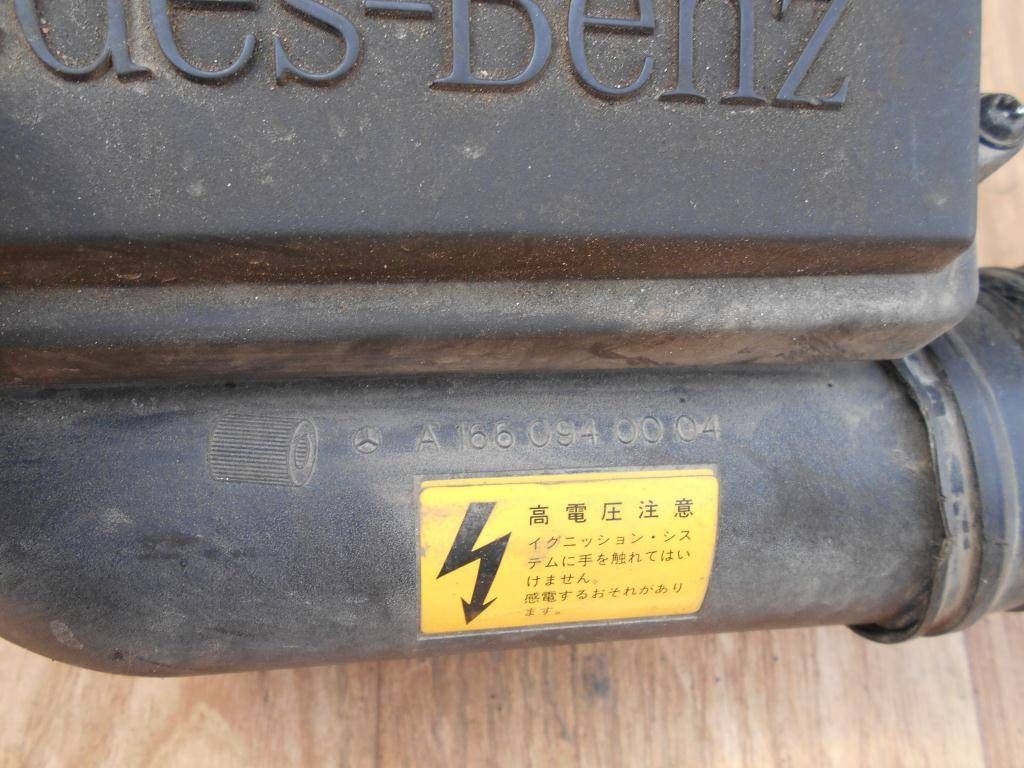 des-Benz
A 166 094 00 04
高電圧注意
イグニッション・シス
テムに手を触れてはい
けません。
感電するおそれがあり
ます。